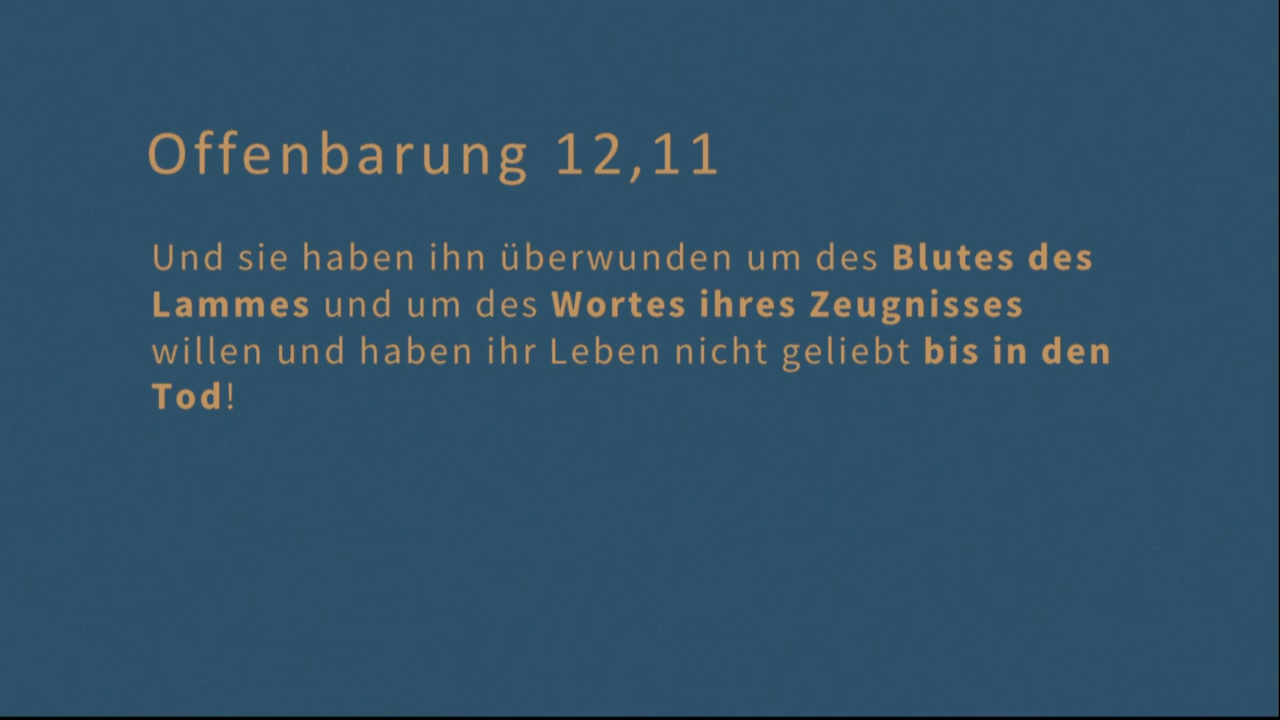 Offenbarung 12,11
Und sie haben ihn überwunden um des Blutes des
Lammes und um des Wortes ihres Zeugnisses
willen und haben ihr Leben nicht geliebt bis in den
Tod!